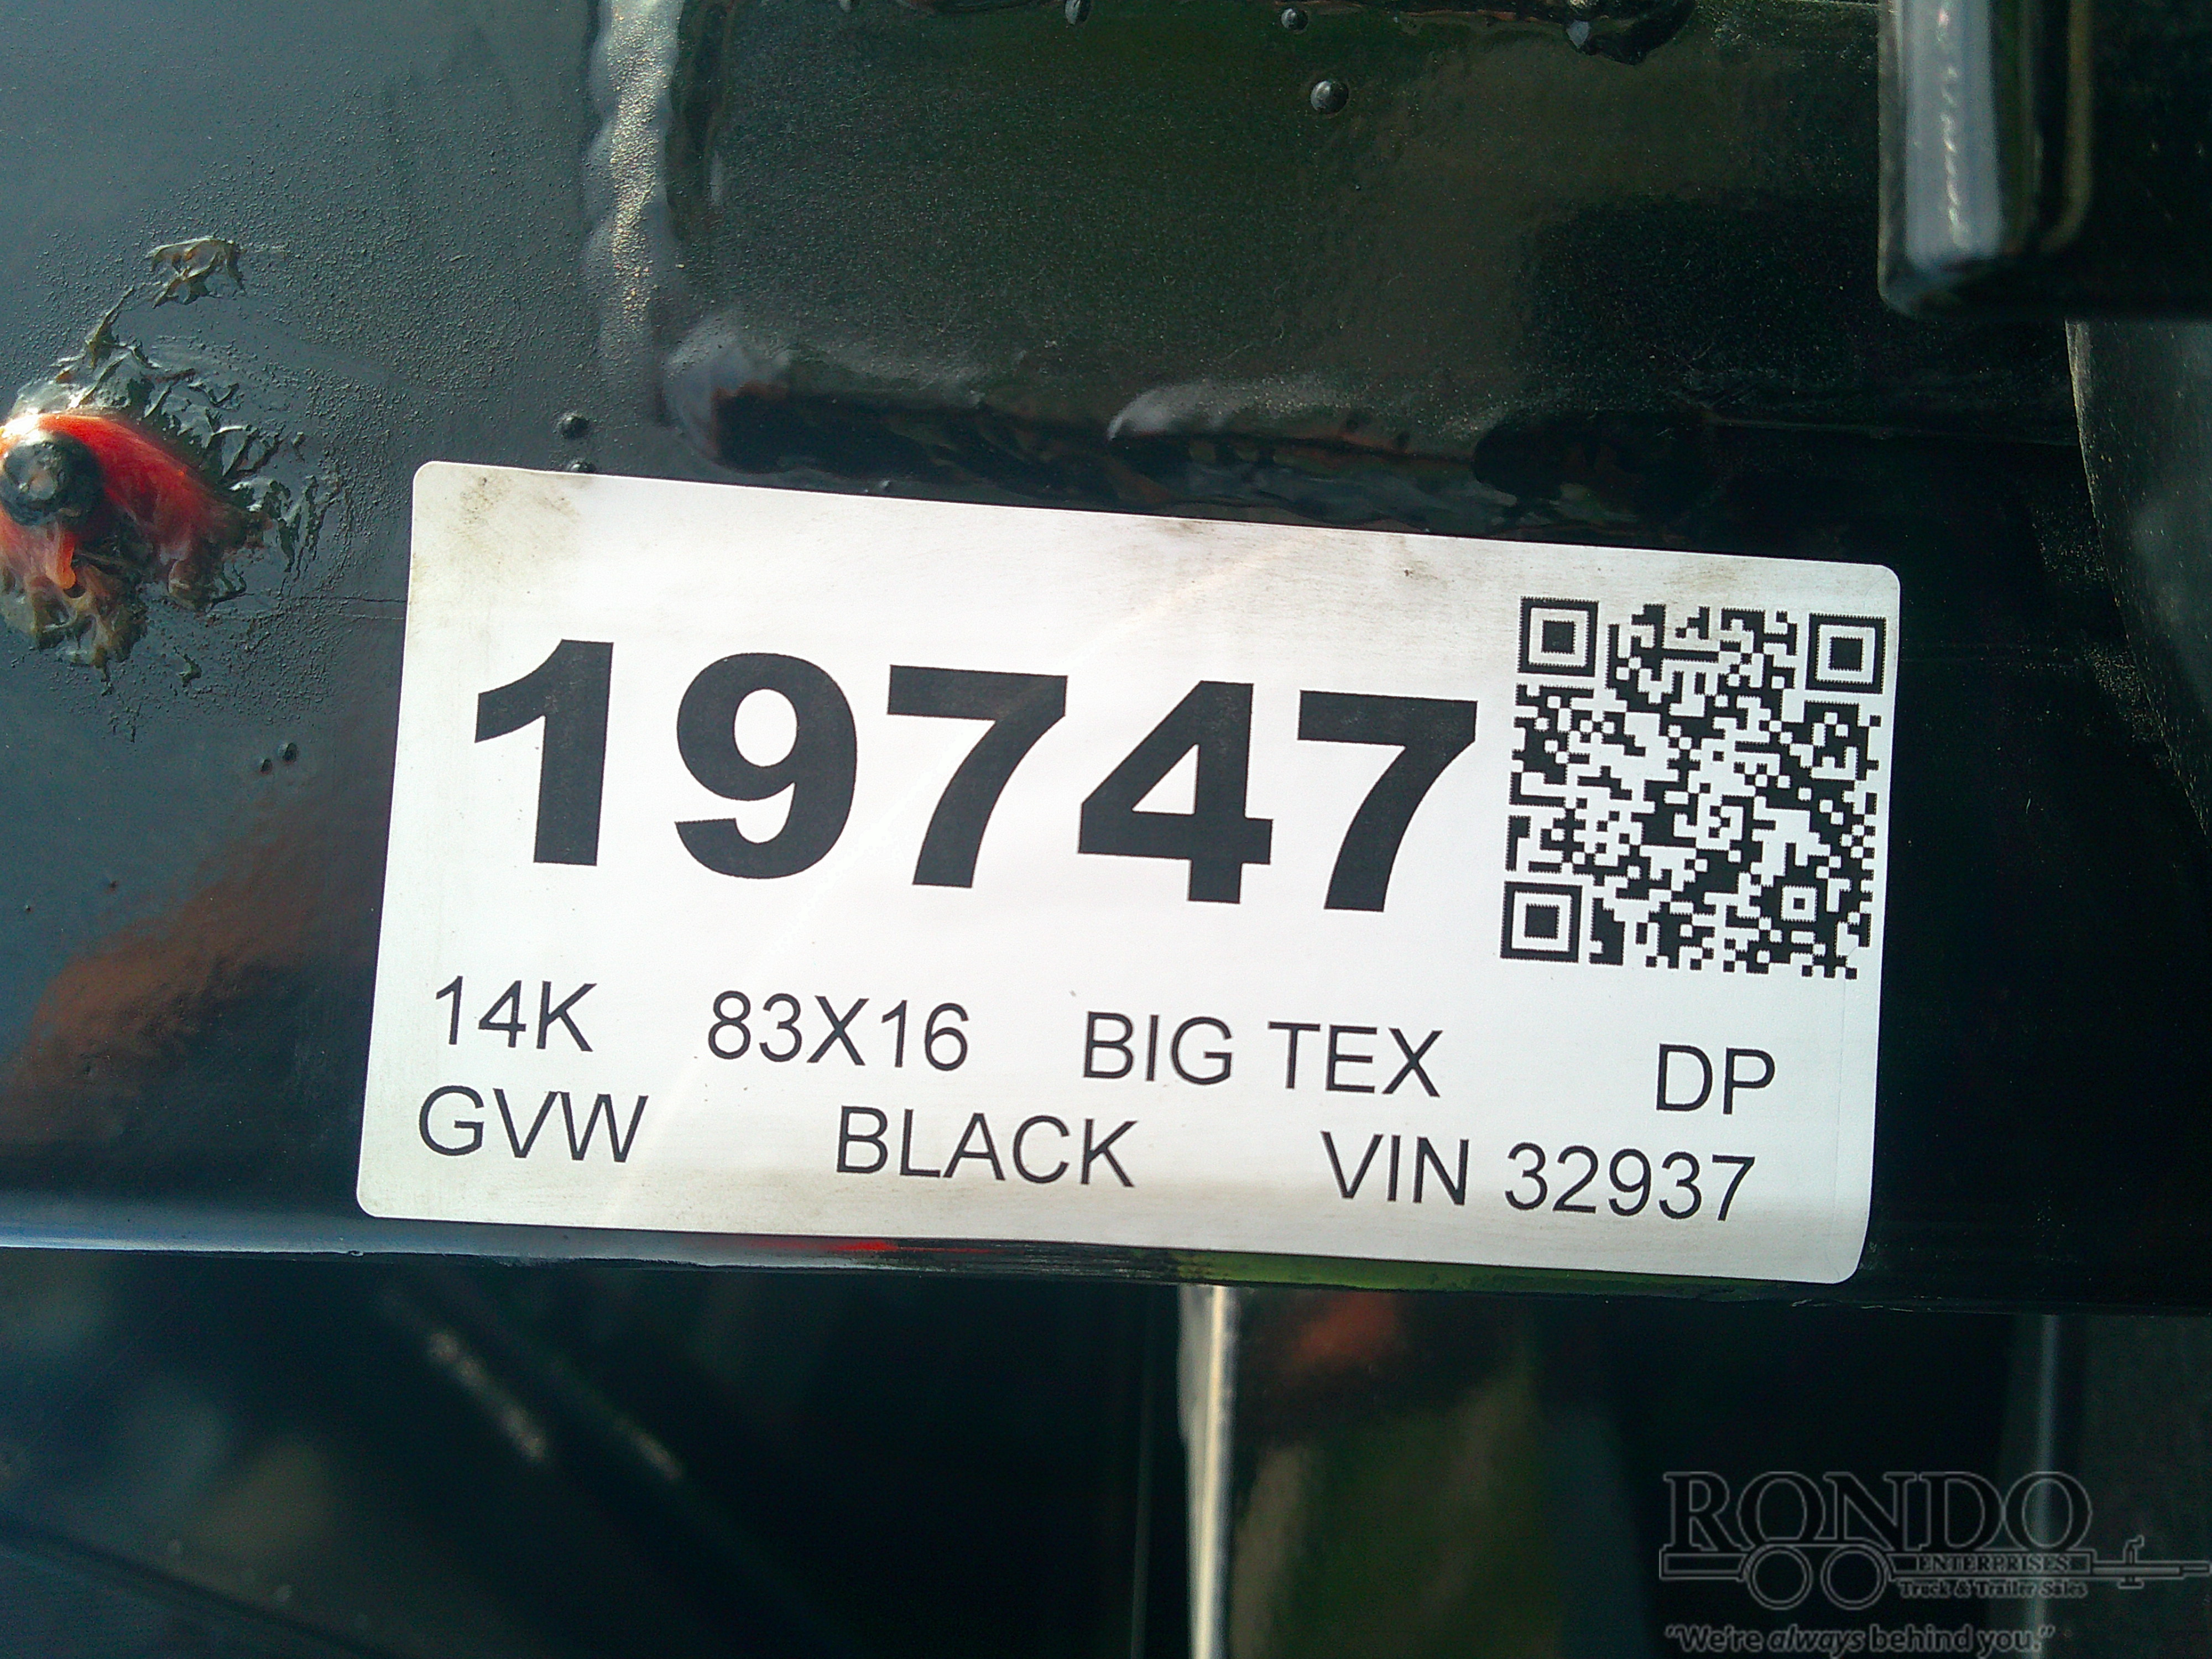 19747
14K 83X16 BIG TEX DP
GVW BLACK VIN 32937
RONDO
ENTERPRISES
Truck & Trailer Sales
"We're always behind you."